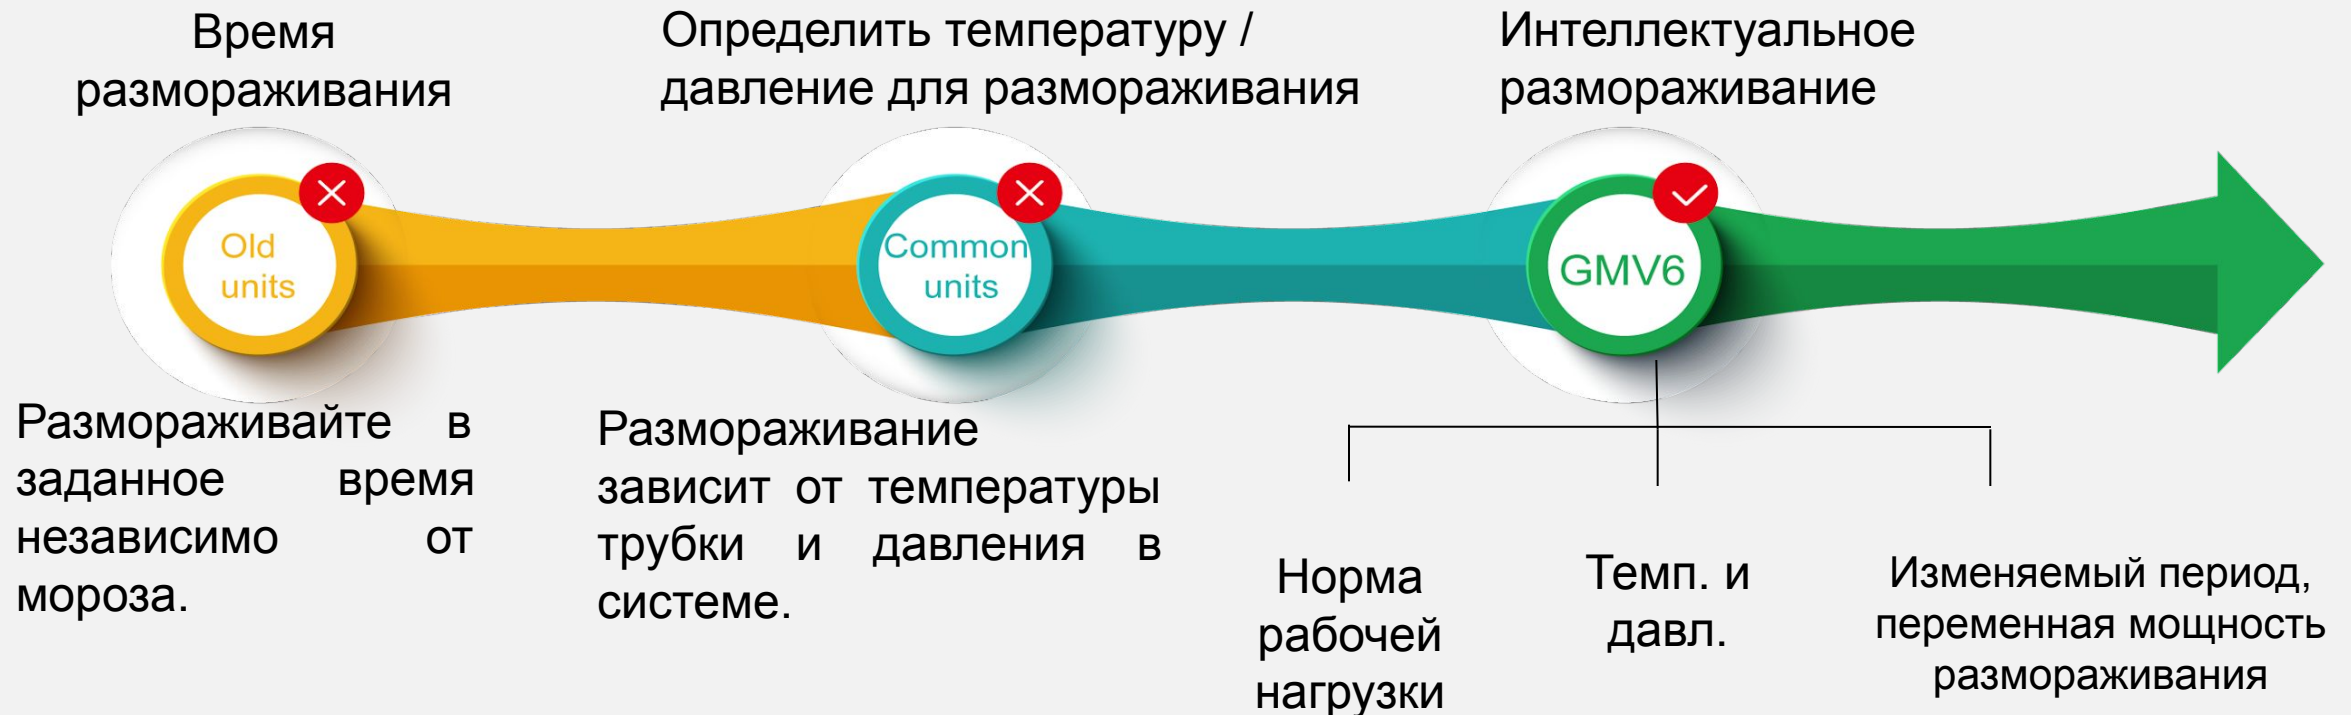 Время
размораживания
Определить температуру /
давление для размораживания
Интеллектуальное
размораживание
Old
units
Common
units
GMV6
Размораживайте в
заданное время
независимо от
мороза.
Размораживание
зависит от температуры
трубки и давления в
системе.
Норма
рабочей
нагрузки
Темп. и
давл.
Изменяемый период,
переменная мощность
размораживания